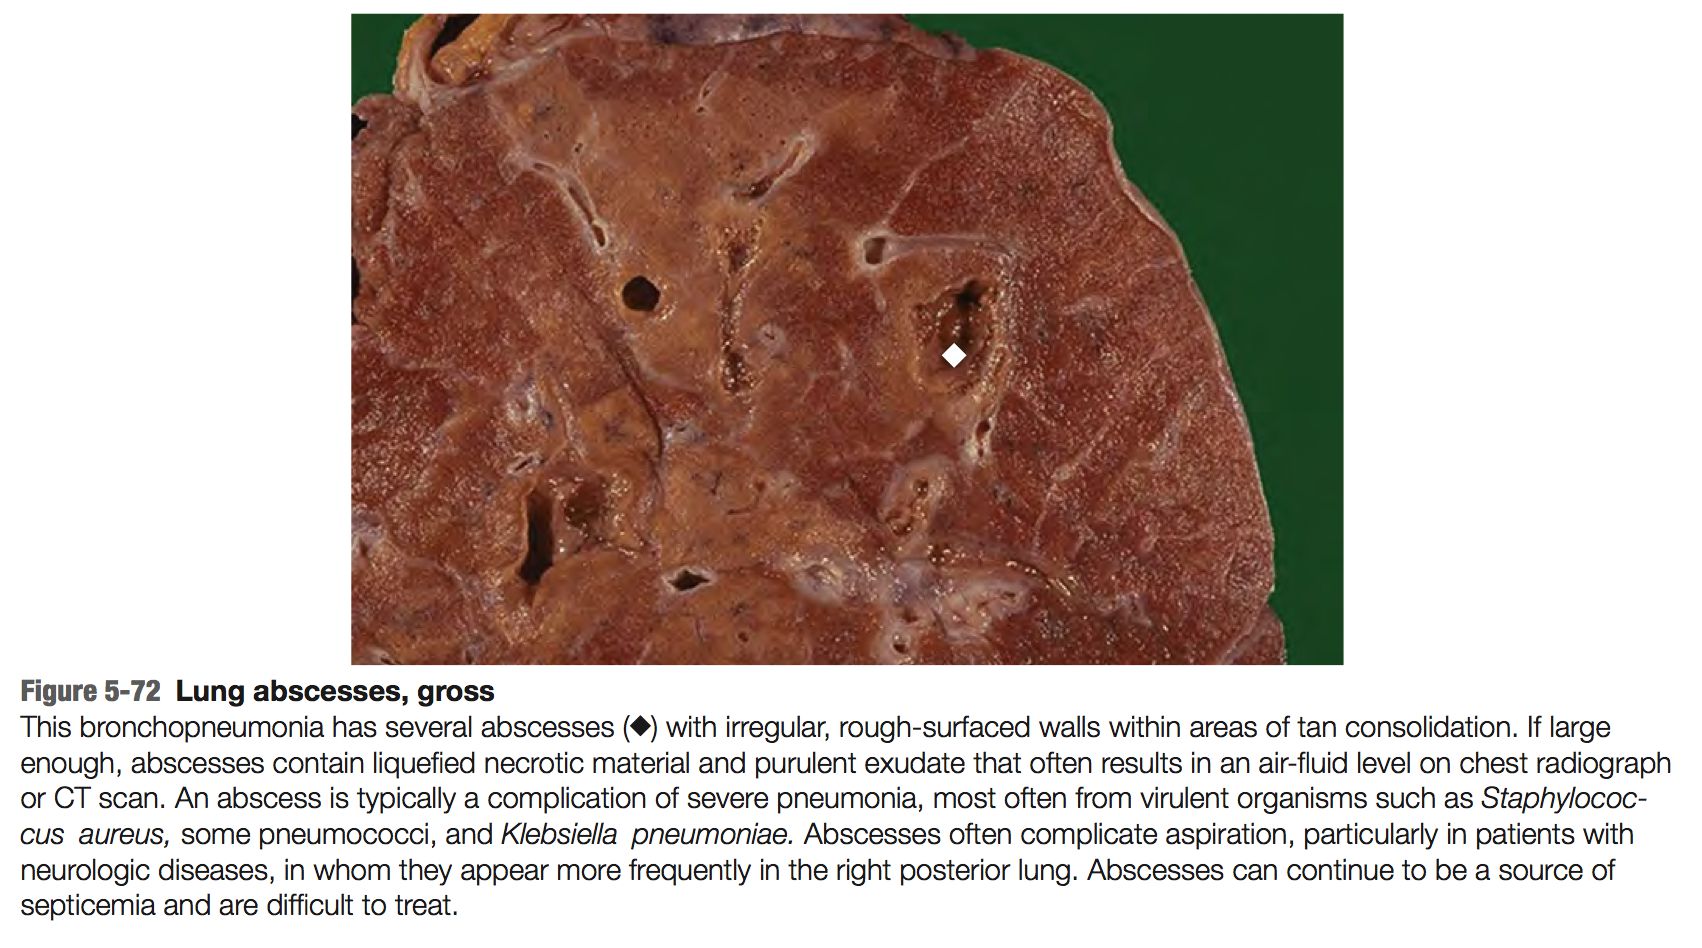 Figure 5-72 Lung abscesses, gross
This bronchopneumonia has several abscesses (◆) with irregular, rough-surfaced walls within areas of tan consolidation. If large
enough, abscesses contain liquefied necrotic material and purulent exudate that often results in an air-fluid level on chest radiograph
or CT scan. An abscess is typically a complication of severe pneumonia, most often from virulent organisms such as Staphylococ-
cus aureus, some pneumococci, and Klebsiella pneumoniae. Abscesses often complicate aspiration, particularly in patients with
neurologic diseases, in whom they appear more frequently in the right posterior lung. Abscesses can continue to be a source of
septicemia and are difficult to treat.